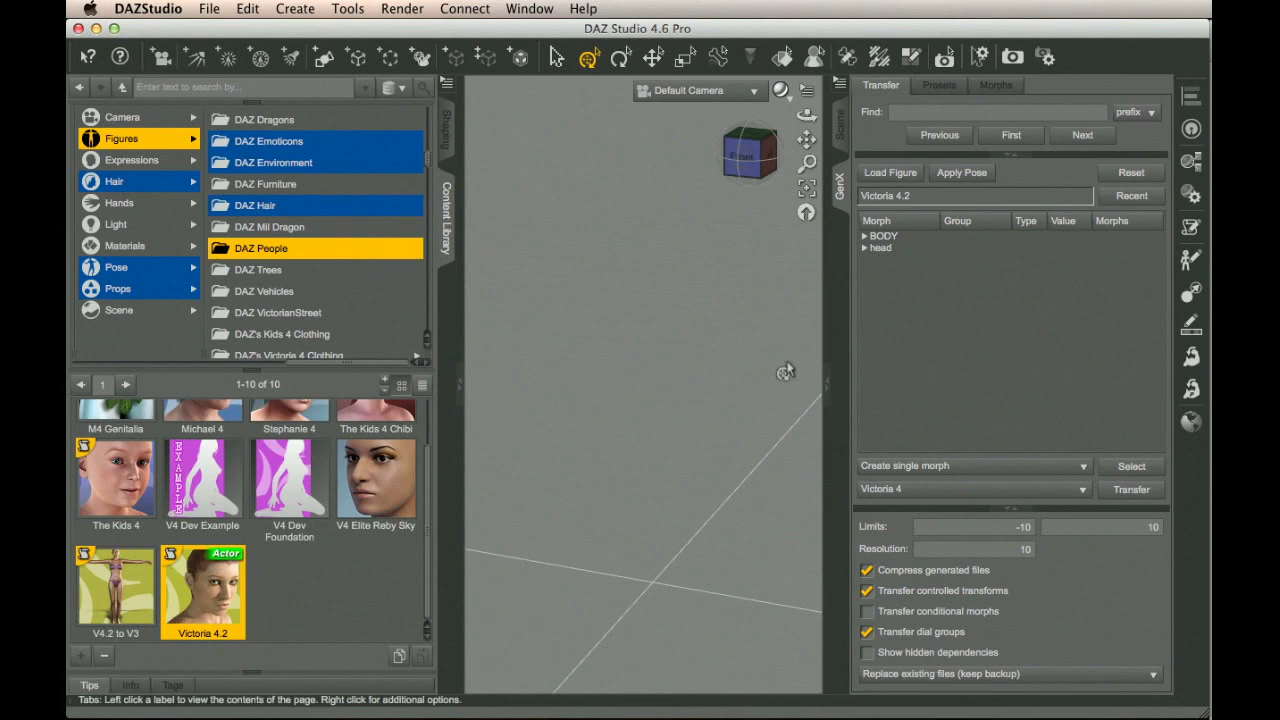 DAZStudio File Edit Create Tools Render Connect Window Help
DAZ Studio 4.6 Pro
Enter text to search by...
Camera
Figures
Expressions
Hair
Hands
Light
Materials
Pose
Props
Scene
DAZ Dragons
DAZ Emoticons
DAZ Environment
DAZ Furniture
DAZ Hair
DAZ Mil Dragon
DAZ People
DAZ Trees
DAZ Vehicles
DAZ VictorianStreet
DAZ's Kids 4 Clothing
DAZ's Victoria 4 Clothing
1
1-10 of 10
M4 Genitalia Michael 4 Stephanie 4 The Kids 4 Chibi
EXAMPLE
The Kids 4 V4 Dev Example V4 Dev Foundation V4 Elite Reby Sky
Actor
V4.2 to V3 Victoria 4.2
Tips Info Tags
Tabs: Left click a label to view the contents of the page. Right click for additional options.
Shaping
Content Library
Default Camera
Front
Scene
GenX
Transfer Presets Morphs
Find: prefix
Previous First Next
Load Figure Apply Pose Reset
Victoria 4.2 Recent
Morph Group Type Value Morphs
BODY
head
Create single morph Select
Victoria 4 Transfer
Limits: -10 10
Resolution: 10
Compress generated files
Transfer controlled transforms
Transfer conditional morphs
Transfer dial groups
Show hidden dependencies
Replace existing files (keep backup)